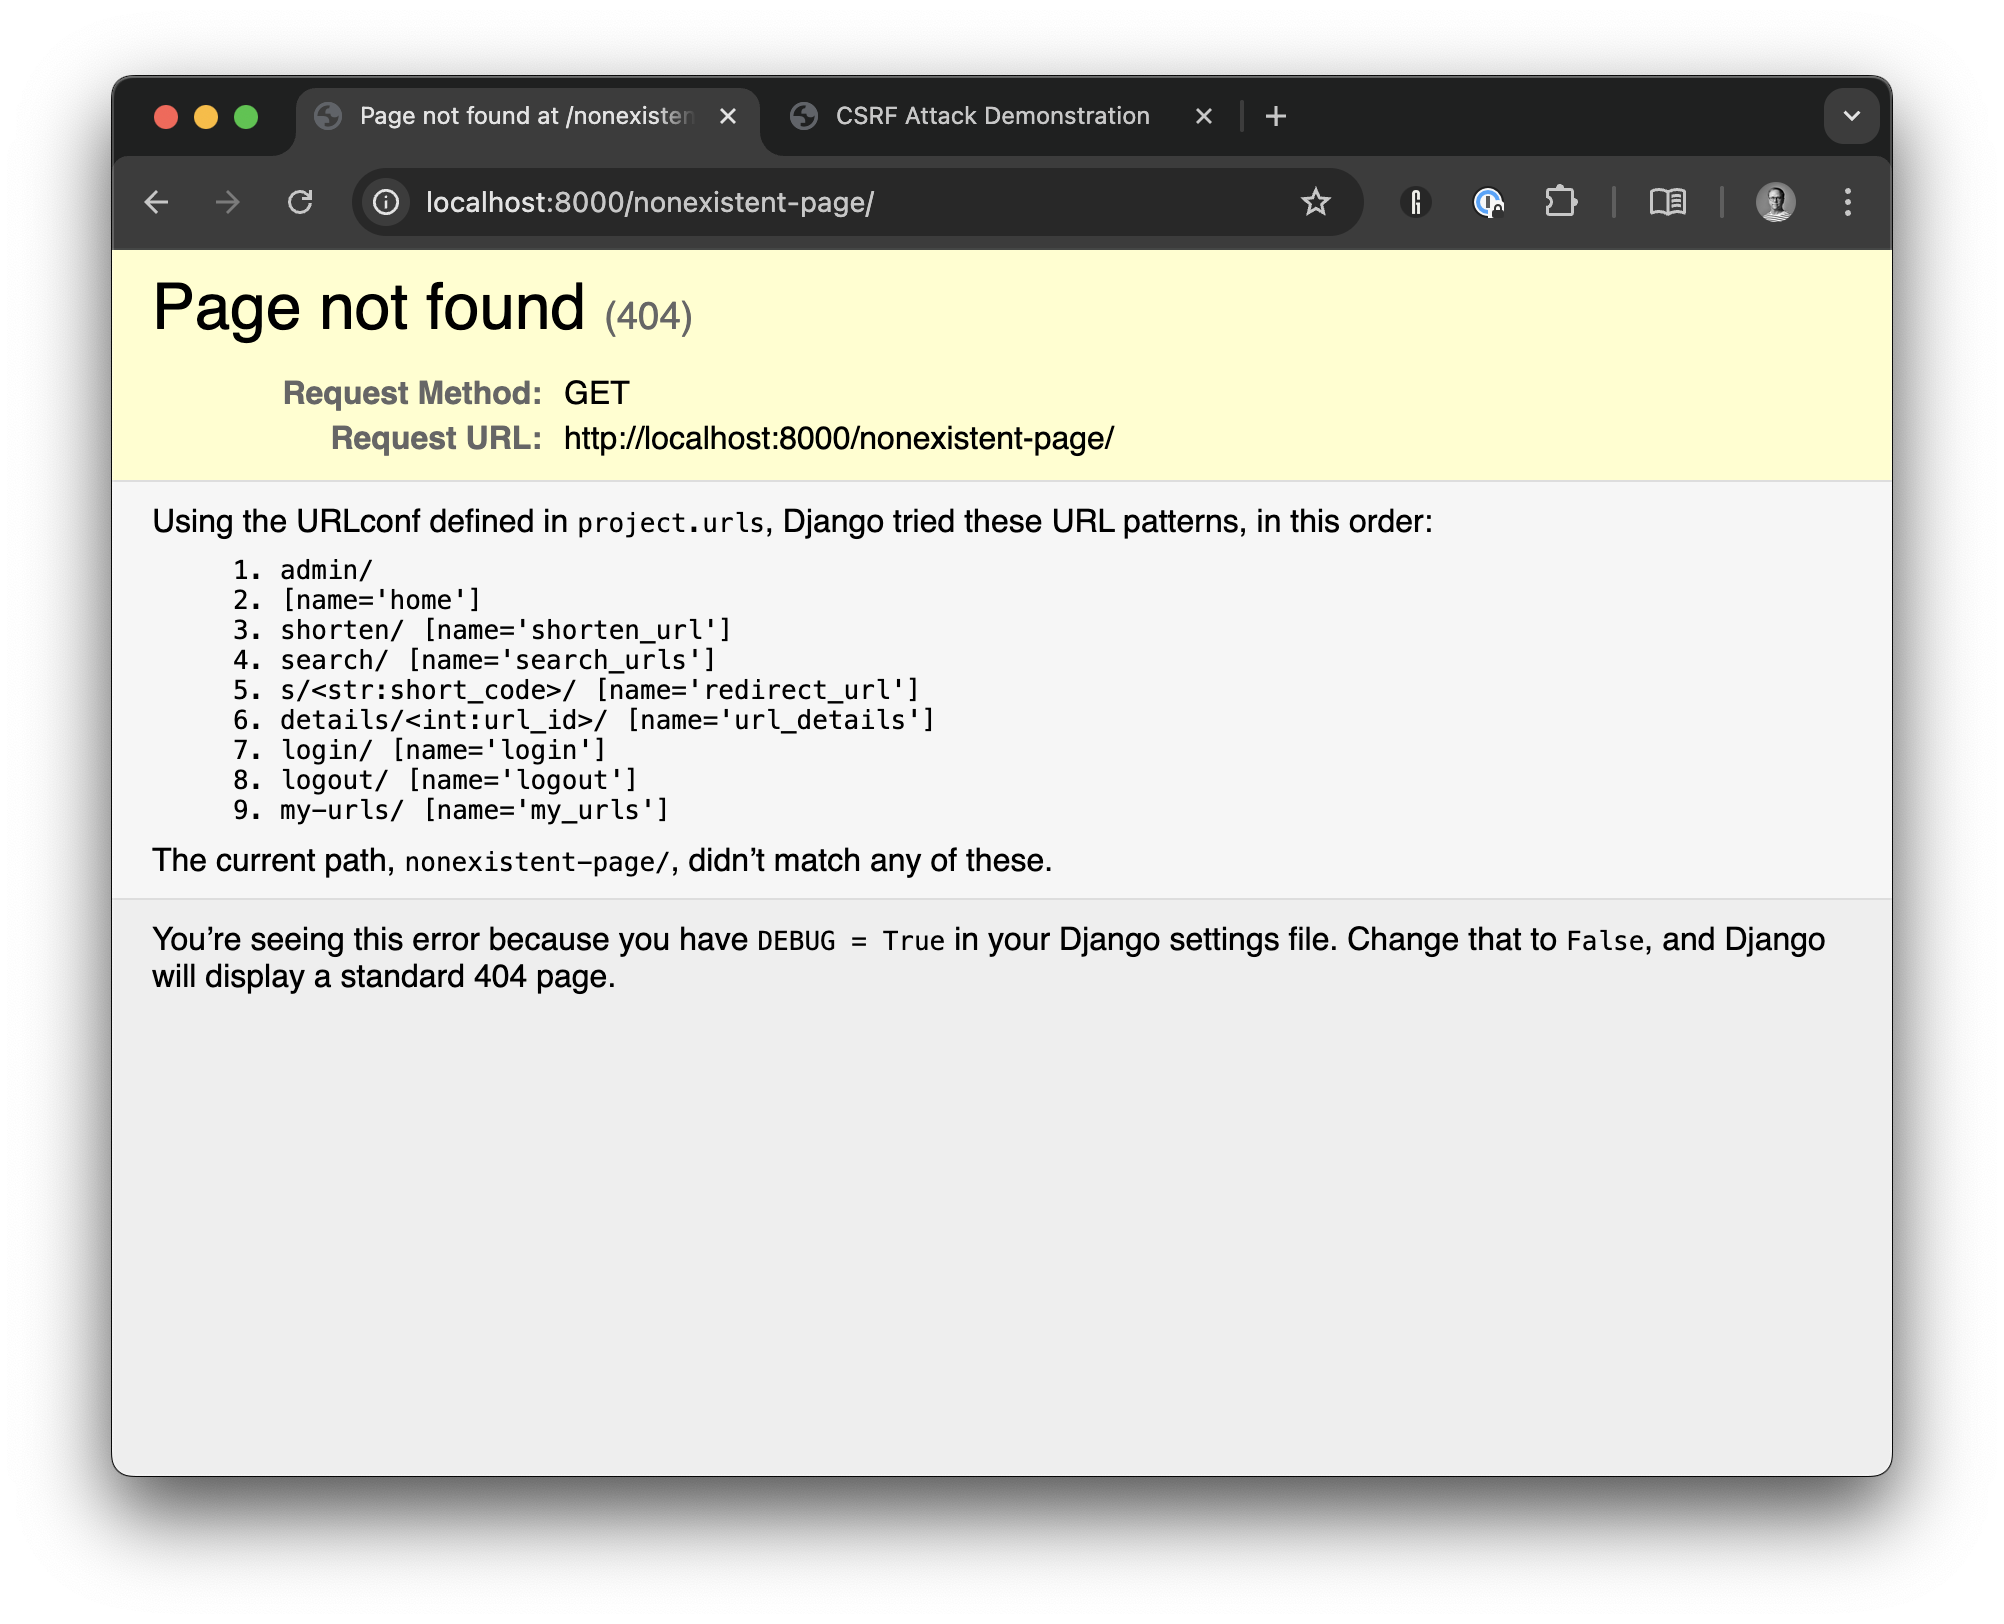 Page not found at /nonexisten
CSRF Attack Demonstration
localhost:8000/nonexistent-page/
Page not found (404)
Request Method: GET
Request URL: http://localhost:8000/nonexistent-page/
Using the URLconf defined in project.urls, Django tried these URL patterns, in this order:
1. admin/
2. [name='home']
3. shorten/ [name='shorten_url']
4. search/ [name='search_urls']
5. s/<str:short_code>/ [name='redirect_url']
6. details/<int:url_id>/ [name='url_details']
7. login/ [name='login']
8. logout/ [name='logout']
9. my-urls/ [name='my_urls']
The current path, nonexistent-page/, didn’t match any of these.
You’re seeing this error because you have DEBUG = True in your Django settings file. Change that to False, and Django
will display a standard 404 page.